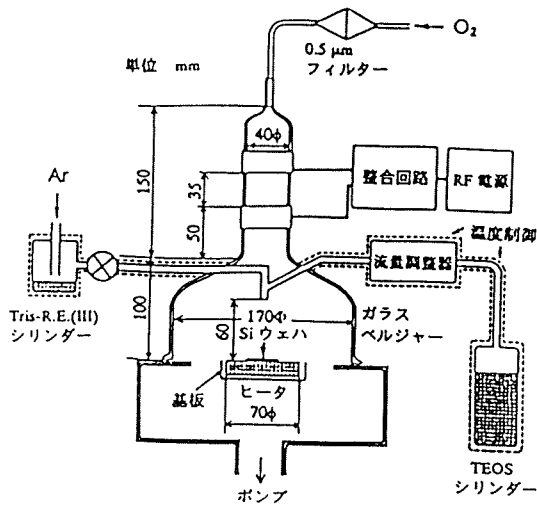 O₂
0.5 μm
フィルター
単位 mm
40φ
整合回路
RF 電源
150
35
50
Ar
温度制御
流量調整器
100
Tris-R.E.(III)
シリンダー
170Φ
ガラス
ベルジャー
60
Siウェハ
基板
ヒータ
70φ
TEOS
シリンダー
ポンプ